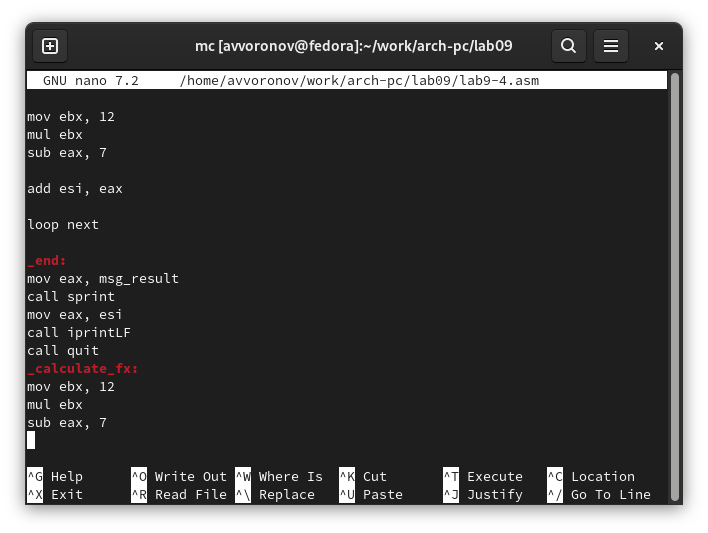 mc [avvoronov@fedora]:~/work/arch-pc/lab09
GNU nano 7.2 /home/avvoronov/work/arch-pc/lab09/lab9-4.asm
mov ebx, 12
mul ebx
sub eax, 7
add esi, eax
loop next
_end:
mov eax, msg_result
call sprint
mov eax, esi
call iprintLF
call quit
_calculate_fx:
mov ebx, 12
mul ebx
sub eax, 7
^G Help ^O Write Out ^W Where Is ^K Cut ^T Execute ^C Location
^X Exit ^R Read File ^\ Replace ^U Paste ^J Justify ^/ Go To Line